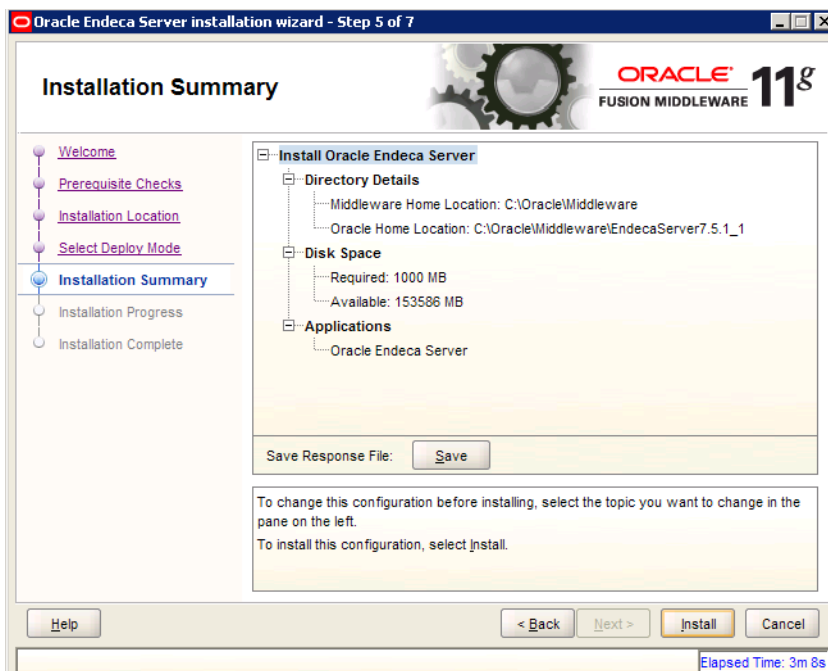 Oracle Endeca Server installation wizard - Step 5 of 7
Installation Summary
ORACLE
FUSION MIDDLEWARE 11g
Welcome
Prerequisite Checks
Installation Location
Select Deploy Mode
Installation Summary
Installation Progress
Installation Complete
Install Oracle Endeca Server
Directory Details
Middleware Home Location: C:\Oracle\Middleware
Oracle Home Location: C:\Oracle\Middleware\EndecaServer7.5.1_1
Disk Space
Required: 1000 MB
Available: 153586 MB
Applications
Oracle Endeca Server
Save Response File: Save
To change this configuration before installing, select the topic you want to change in the
pane on the left.
To install this configuration, select Install.
Help < Back Next > Install Cancel
Elapsed Time: 3m 8s